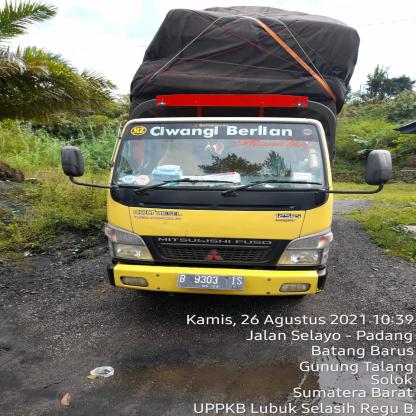 Ciwangi Berlian
MITSUBISHI FUSO
B 9303 IS
Kamis, 26 Agustus 2021 10:39
Jalan Selayo - Padang
Batang Barus
Gunung Talang
Solok
Sumatera Barat
UPPKB Lubuk Selasih Regu B